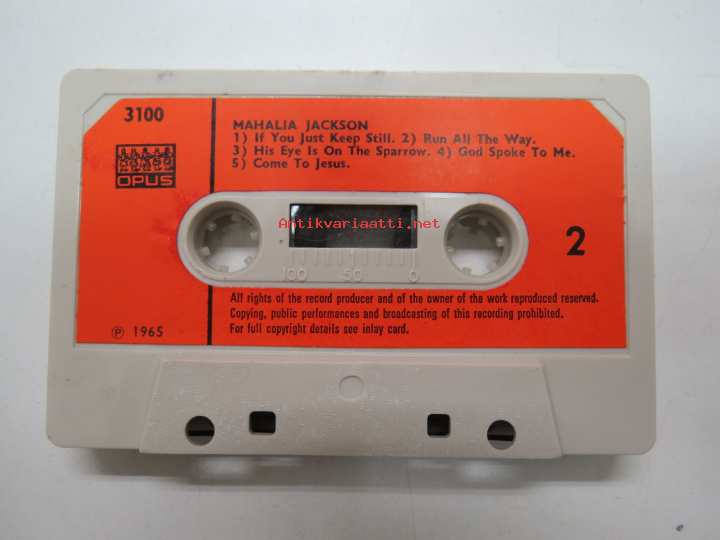 3100
OPUS
MAHALIA JACKSON
1) If You Just Keep Still. 2) Run All The Way.
3) His Eye Is On The Sparrow. 4) God Spoke To Me.
5) Come To Jesus.
Antikvariaatti.net
100 50 0
2
All rights of the record producer and of the owner of the work reproduced reserved.
Copying, public performances and broadcasting of this recording prohibited.
For full copyright details see inlay card.
℗ 1965